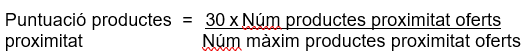 Puntuació productes = 30 x Núm productes proximitat oferts
proximitat Núm màxim productes proximitat oferts